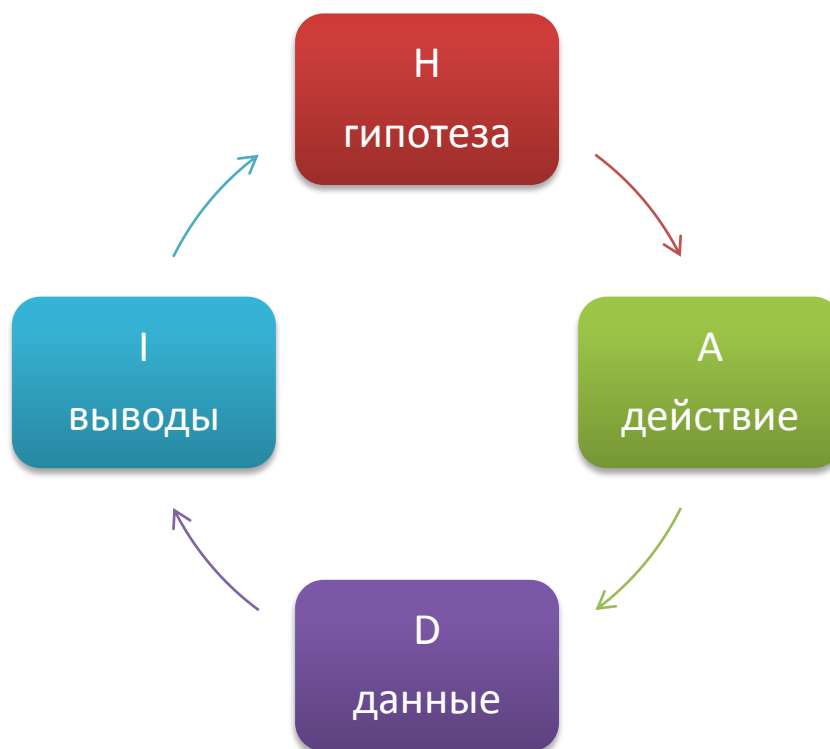 H
гипотеза
A
действие
D
данные
I
выводы